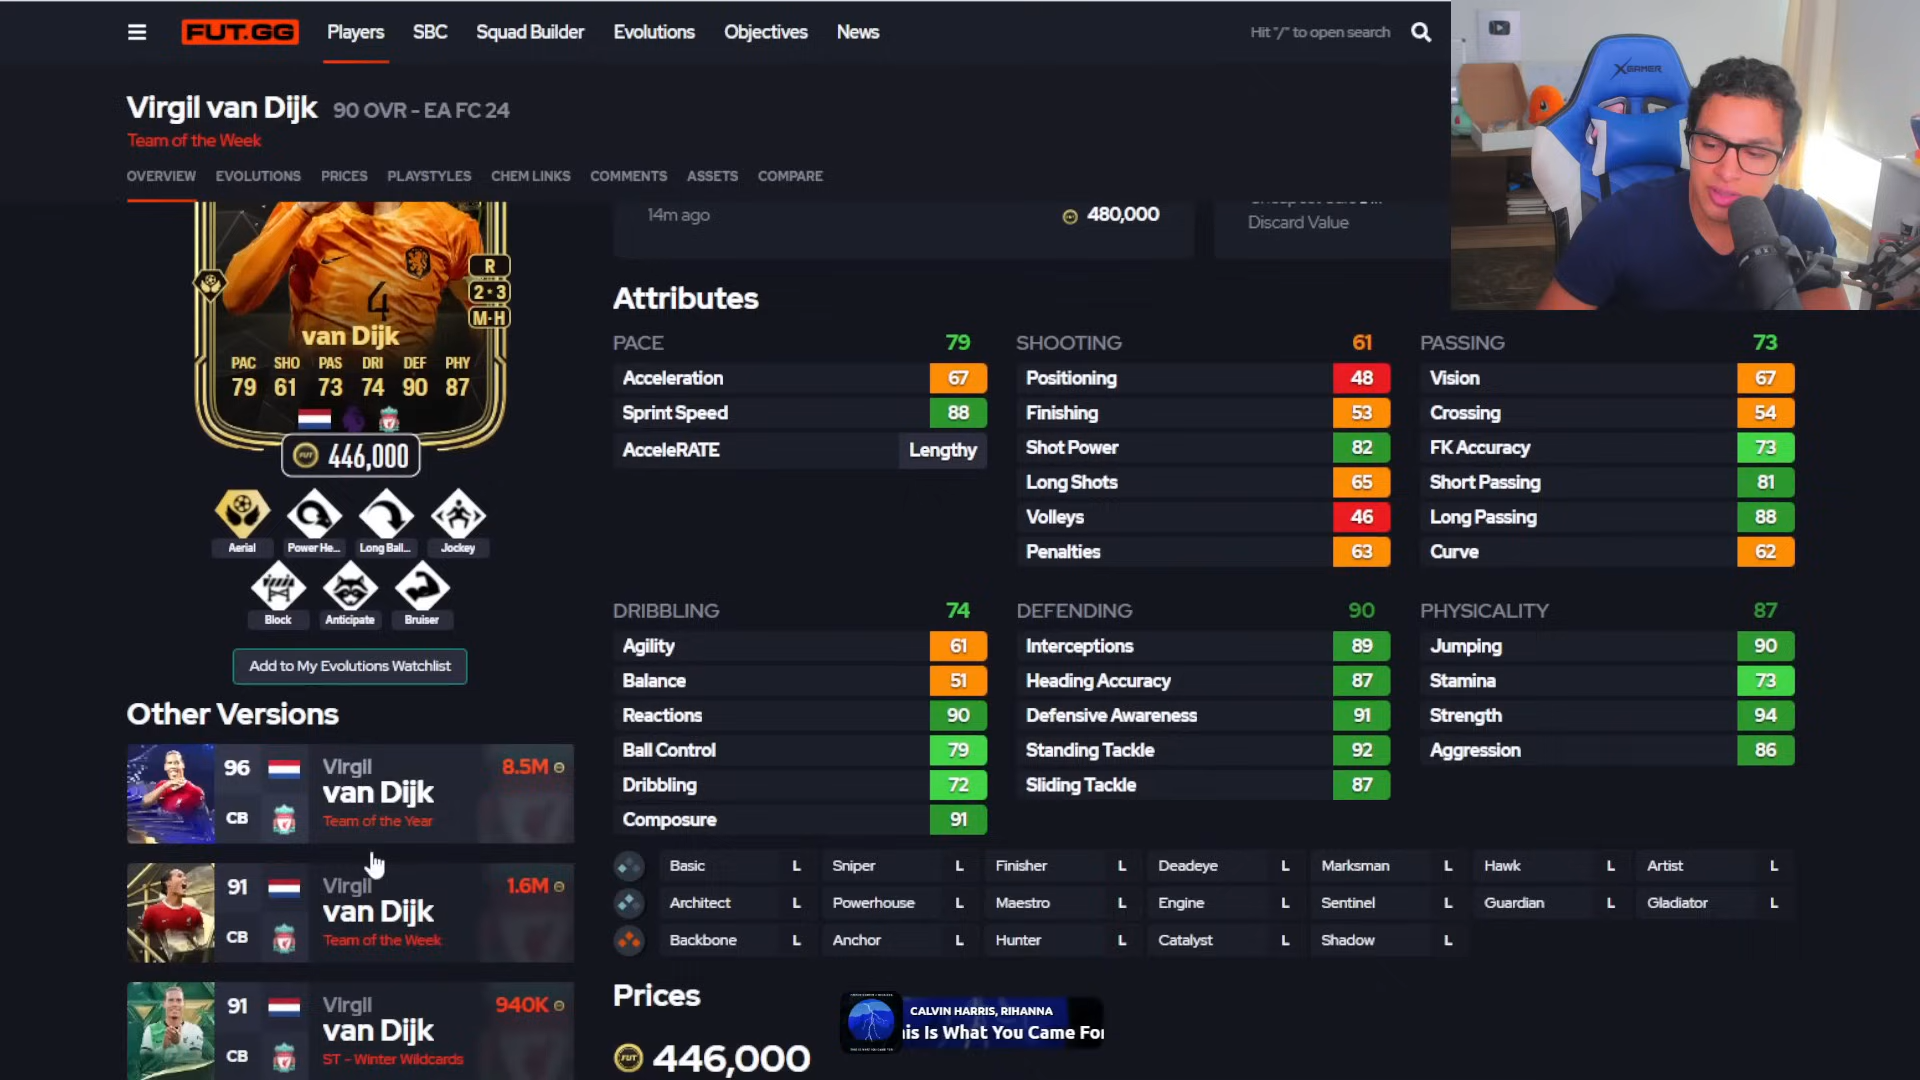 FUT.GG
Players
SBC
Squad Builder
Evolutions
Objectives
News
Hit "/" to open search
Virgil van Dijk 90 OVR - EA FC 24
Team of the Week
OVERVIEW
EVOLUTIONS
PRICES
PLAYSTYLES
CHEM LINKS
COMMENTS
ASSETS
COMPARE
XGAMER
14m ago
480,000
Discard Value
4
R
2 • 3
M·H
van Dijk
PAC SHO PAS DRI DEF PHY
79 61 73 74 90 87
FUT 446,000
Aerial
Power He...
Long Ball...
Jockey
Block
Anticipate
Bruiser
Add to My Evolutions Watchlist
Other Versions
96
Virgil
8.5M
van Dijk
CB
Team of the Year
91
Virgil
1.6M
van Dijk
CB
Team of the Week
91
Virgil
940K
van Dijk
CB
ST - Winter Wildcards
Attributes
PACE 79
Acceleration 67
Sprint Speed 88
AcceleRATE Lengthy
SHOOTING 61
Positioning 48
Finishing 53
Shot Power 82
Long Shots 65
Volleys 46
Penalties 63
PASSING 73
Vision 67
Crossing 54
FK Accuracy 73
Short Passing 81
Long Passing 88
Curve 62
DRIBBLING 74
Agility 61
Balance 51
Reactions 90
Ball Control 79
Dribbling 72
Composure 91
DEFENDING 90
Interceptions 89
Heading Accuracy 87
Defensive Awareness 91
Standing Tackle 92
Sliding Tackle 87
PHYSICALITY 87
Jumping 90
Stamina 73
Strength 94
Aggression 86
Basic L Sniper L Finisher L Deadeye L Marksman L Hawk L Artist L
Architect L Powerhouse L Maestro L Engine L Sentinel L Guardian L Gladiator L
Backbone L Anchor L Hunter L Catalyst L Shadow L
Prices
FUT 446,000
CALVIN HARRIS, RIHANNA
his Is What You Came For